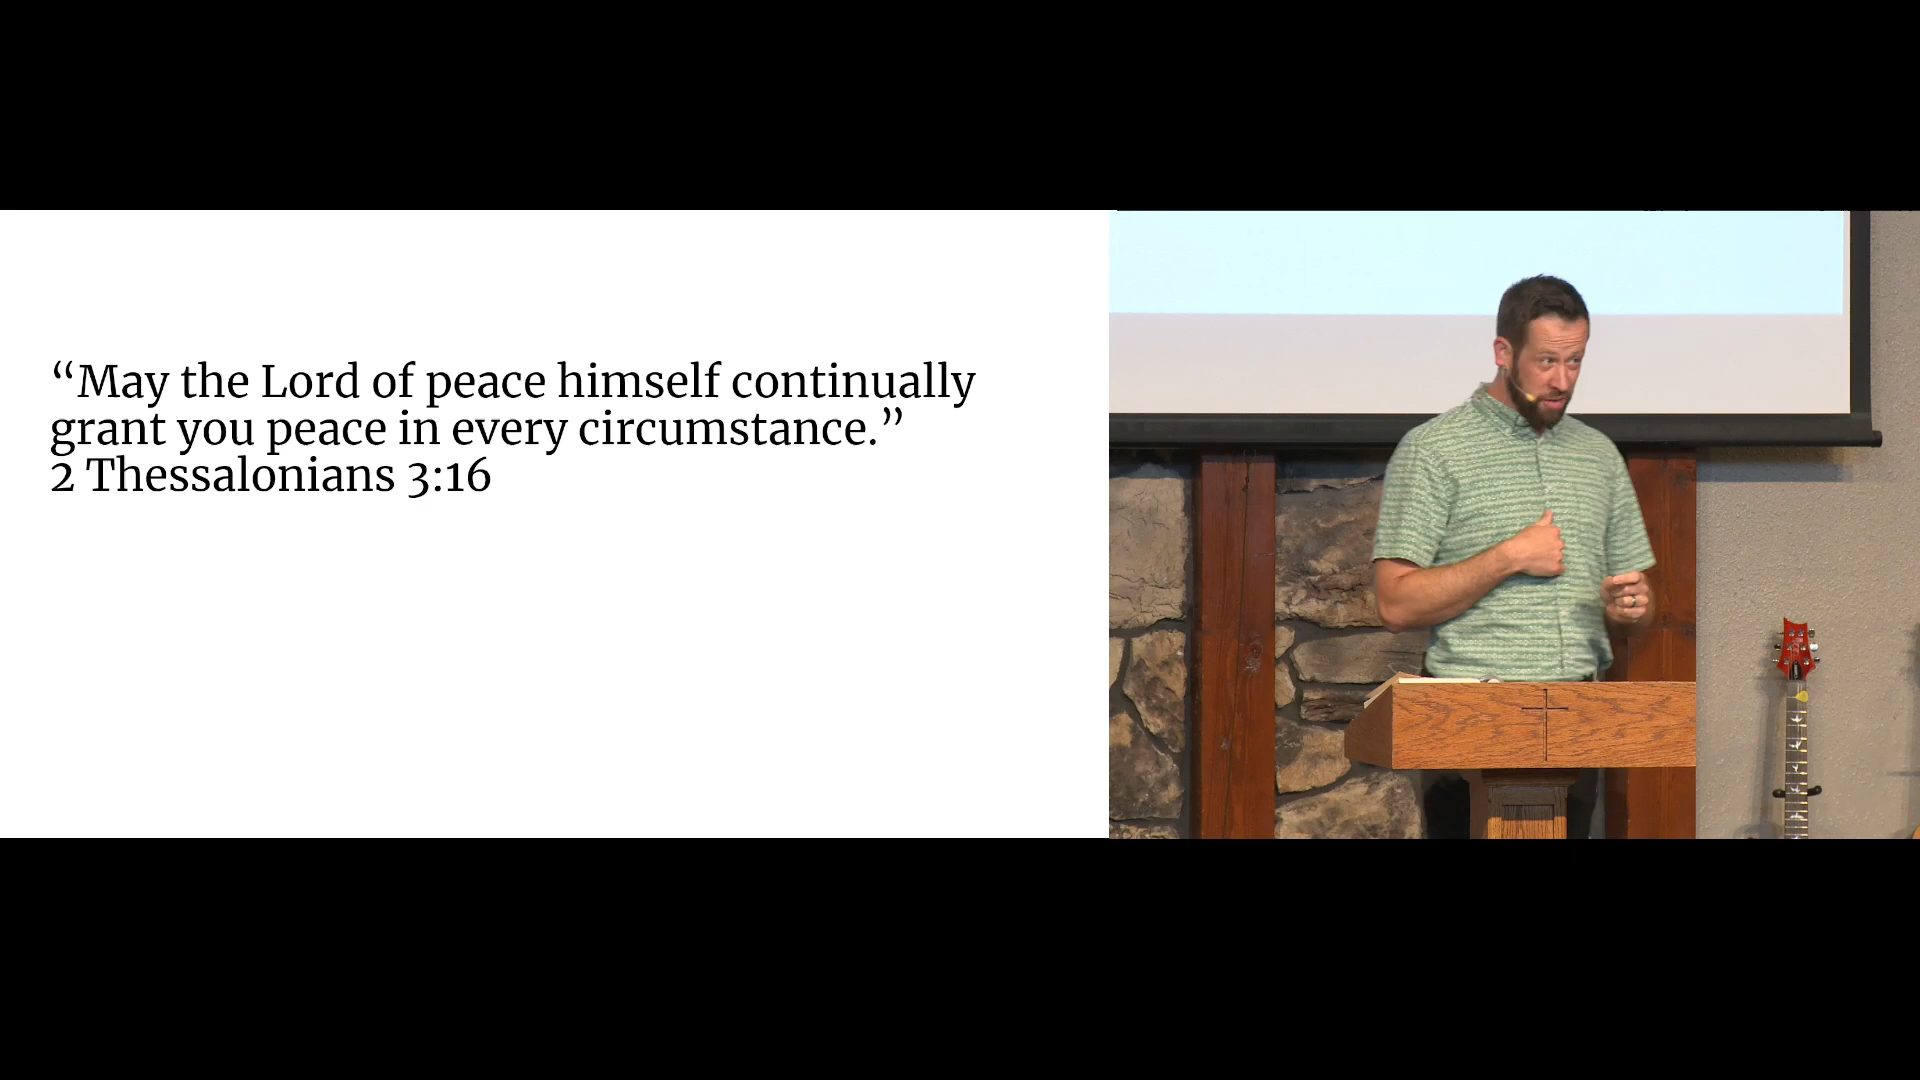 “May the Lord of peace himself continually
grant you peace in every circumstance.”
2 Thessalonians 3:16